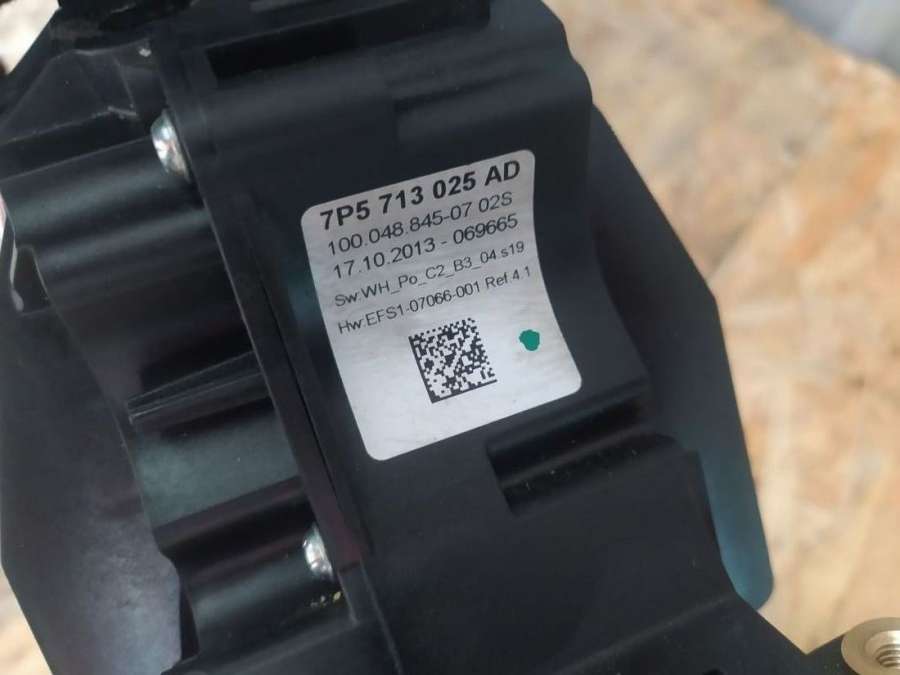 7P5 713 025 AD
100.048.845-07 02S
17.10.2013 - 069665
Sw:WH_Po_C2_B3_04.s19
Hw:EFS1-07066-001 Ref.4.1